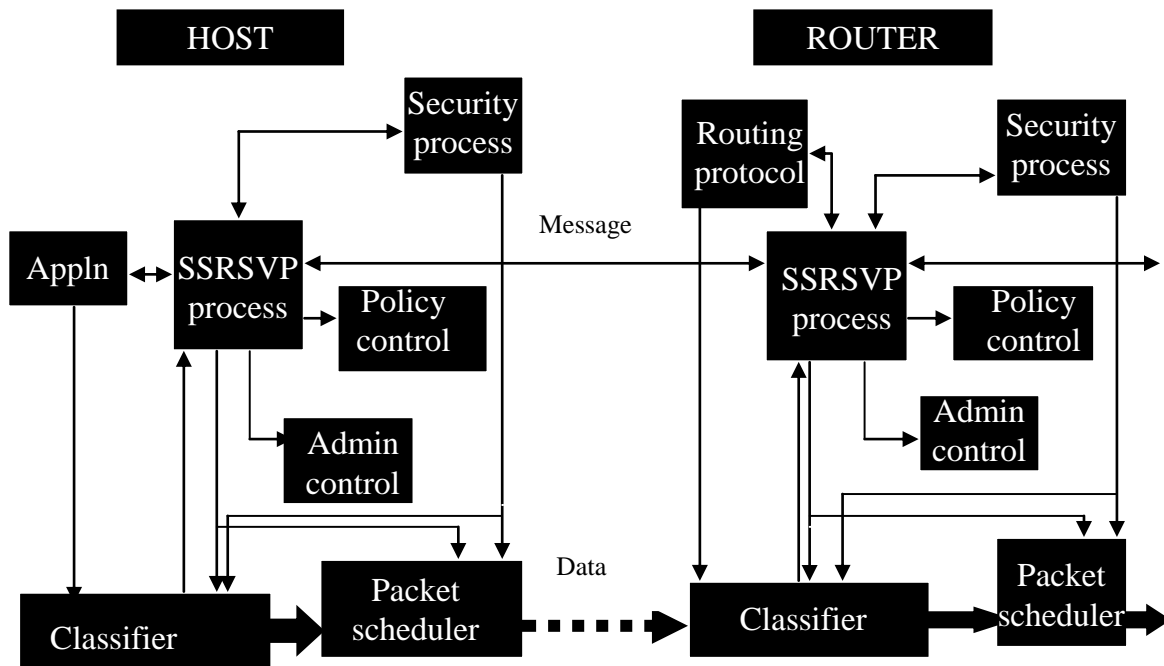 HOST
ROUTER
Security
process
Routing
protocol
Security
process
Message
Appln
SSRSVP
process
SSRSVP
process
Policy
control
Policy
control
Admin
control
Admin
control
Data
Classifier
Packet
scheduler
Classifier
Packet
scheduler